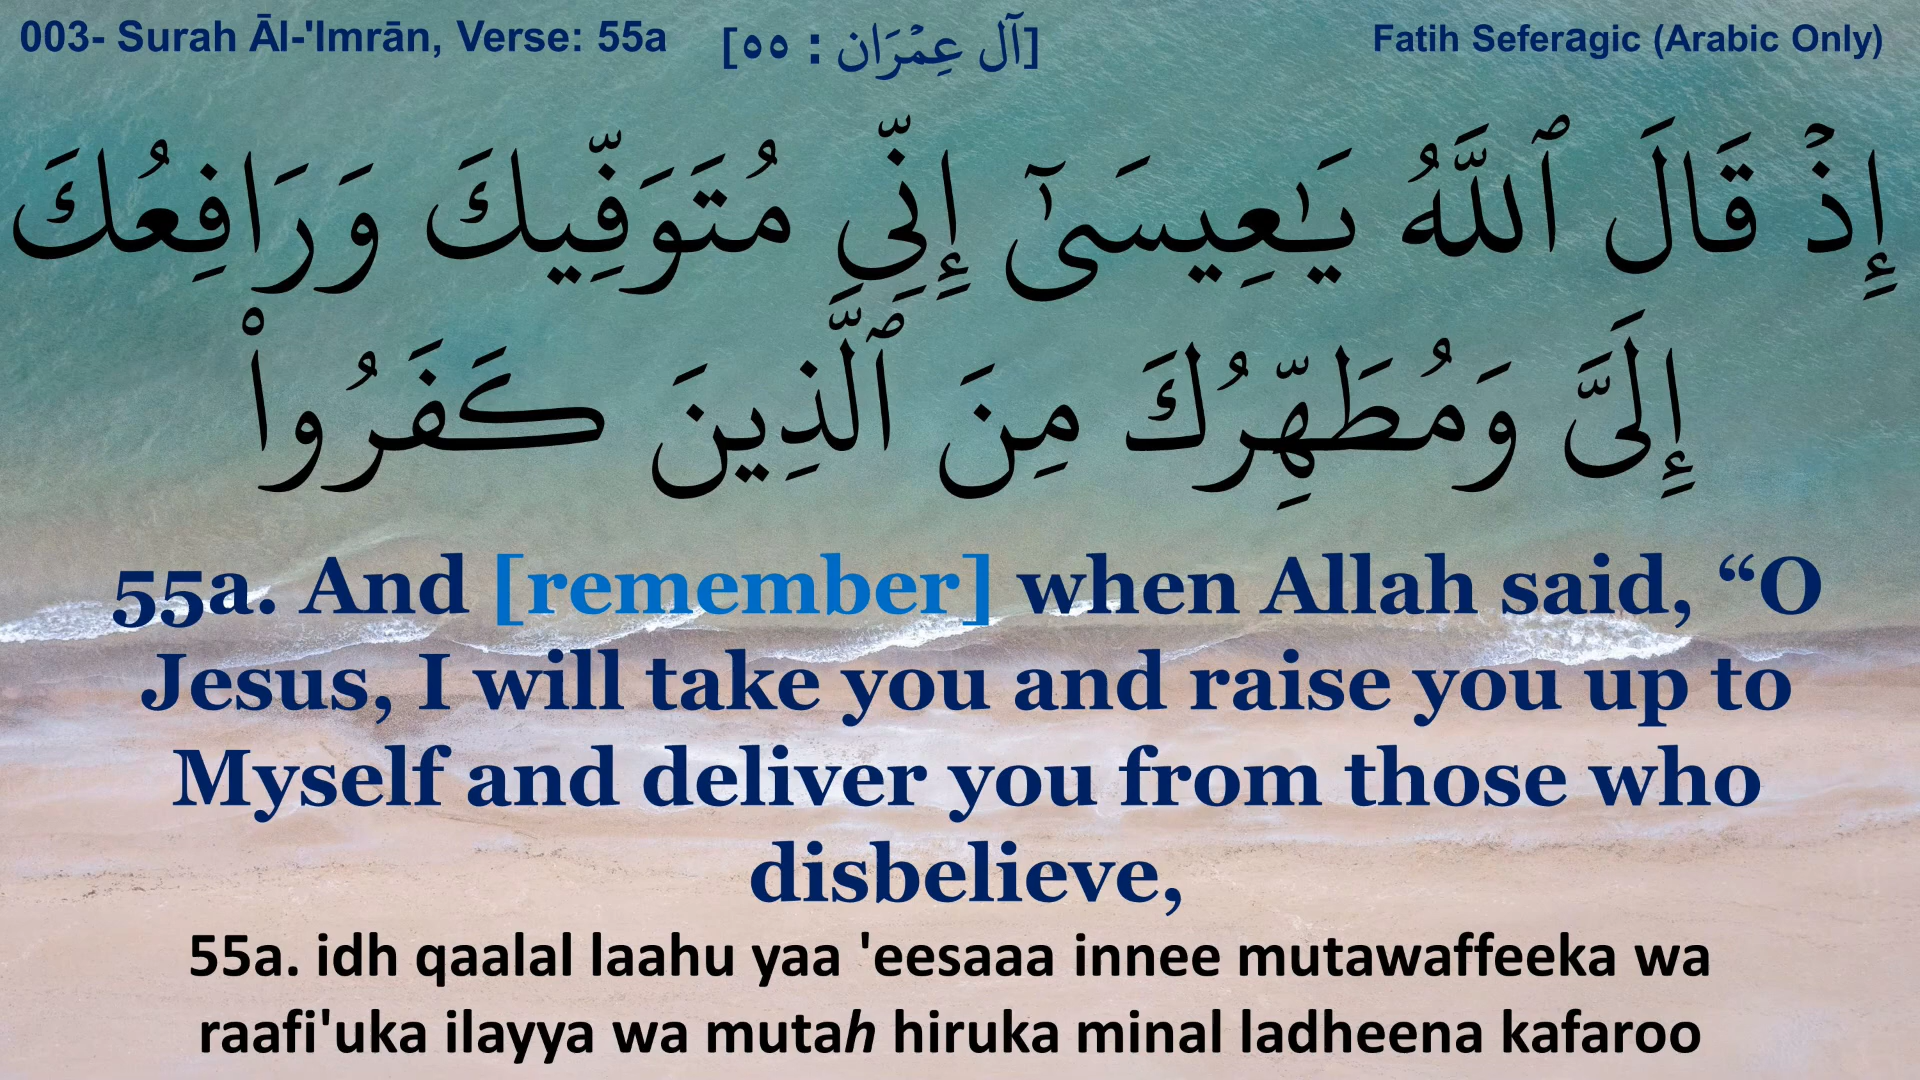 003- Surah Āl-'Imrān, Verse: 55a
[آل عِمۡرَان : ٥٥]
Fatih Seferagic (Arabic Only)
إِذۡ قَالَ ٱللَّهُ يَـٰعِيسَىٰٓ إِنِّي مُتَوَفِّيكَ وَرَافِعُكَ
إِلَيَّ وَمُطَهِّرُكَ مِنَ ٱلَّذِينَ كَفَرُوا۟
55a. And [remember] when Allah said, “O
Jesus, I will take you and raise you up to
Myself and deliver you from those who
disbelieve,
55a. idh qaalal laahu yaa 'eesaaa innee mutawaffeeka wa
raafi'uka ilayya wa mutah hiruka minal ladheena kafaroo